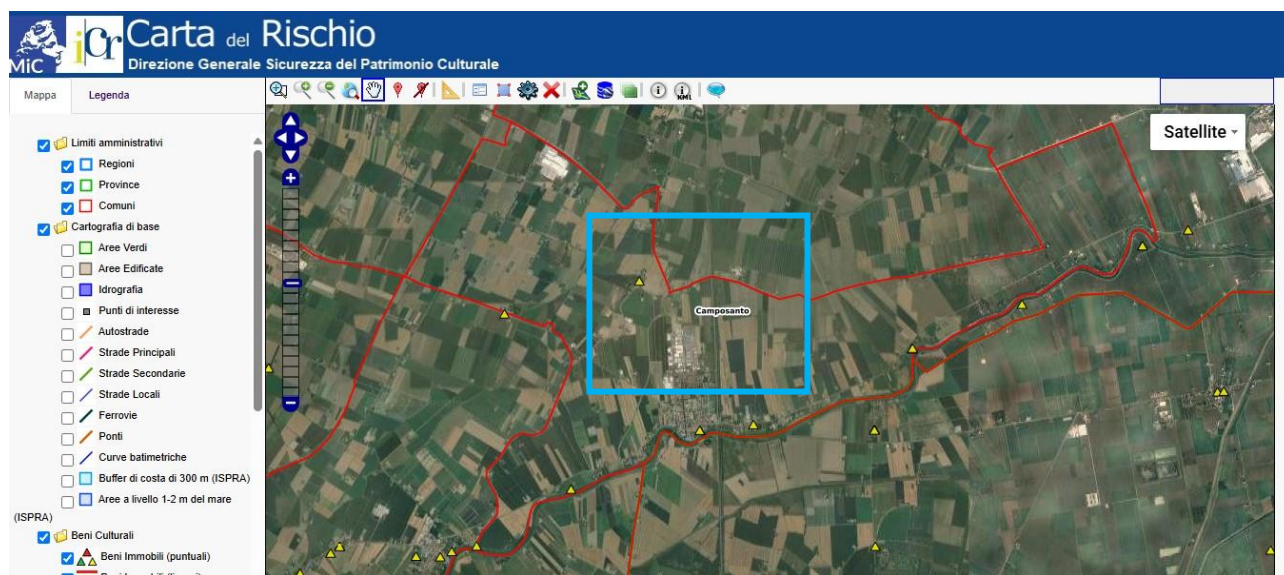 MiC
iCr
Carta del Rischio
Direzione Generale Sicurezza del Patrimonio Culturale
Mappa
Legenda
KML
Limiti amministrativi
Regioni
Province
Comuni
Cartografia di base
Aree Verdi
Aree Edificate
Idrografia
Punti di interesse
Autostrade
Strade Principali
Strade Secondarie
Strade Locali
Ferrovie
Ponti
Curve batimetriche
Buffer di costa di 300 m (ISPRA)
Aree a livello 1-2 m del mare
(ISPRA)
Beni Culturali
Beni Immobili (puntuali)
Satellite
Camposanto